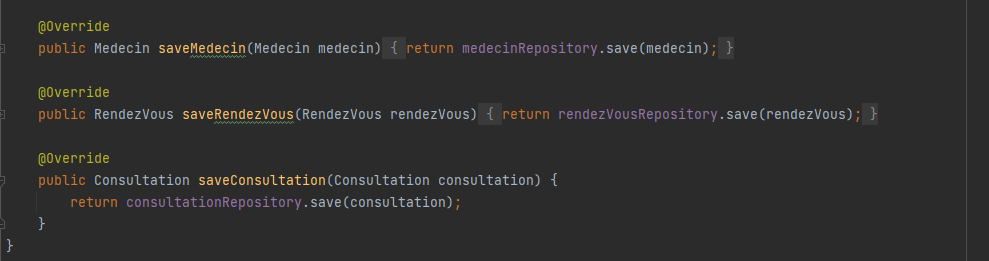 @Override
public Medecin saveMedecin(Medecin medecin) { return medecinRepository.save(medecin); }
@Override
public RendezVous saveRendezVous(RendezVous rendezVous) { return rendezVousRepository.save(rendezVous); }
@Override
public Consultation saveConsultation(Consultation consultation) {
return consultationRepository.save(consultation);
}
}